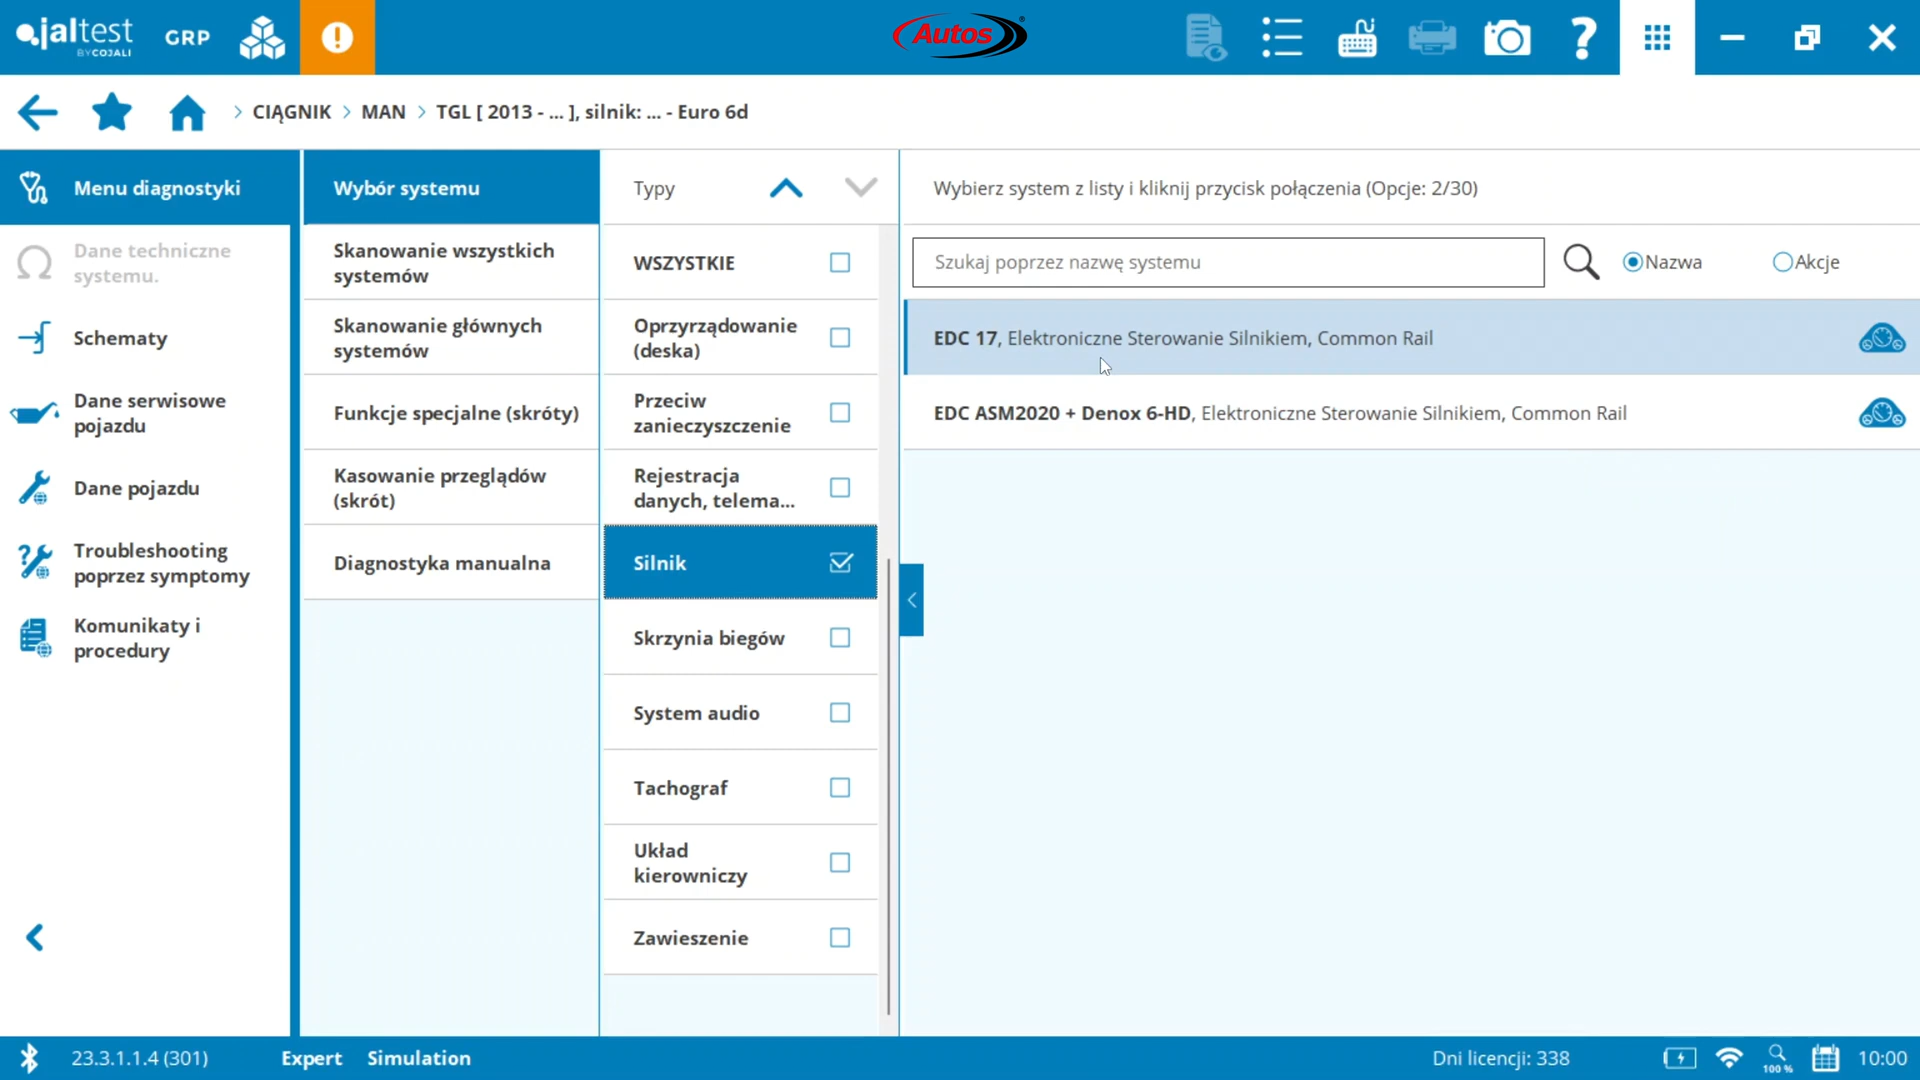 jaltest
BY COJALI
GRP
Autos
CIĄGNIK > MAN > TGL [ 2013 - ... ], silnik: ... - Euro 6d
Menu diagnostyki
Dane techniczne
systemu.
Schematy
Dane serwisowe
pojazdu
Dane pojazdu
Troubleshooting
poprzez symptomy
Komunikaty i
procedury
Wybór systemu
Skanowanie wszystkich
systemów
Skanowanie głównych
systemów
Funkcje specjalne (skróty)
Kasowanie przeglądów
(skrót)
Diagnostyka manualna
Typy
WSZYSTKIE
Oprzyrządowanie
(deska)
Przeciw
zanieczyszczenie
Rejestracja
danych, telema...
Silnik
Skrzynia biegów
System audio
Tachograf
Układ
kierowniczy
Zawieszenie
Wybierz system z listy i kliknij przycisk połączenia (Opcje: 2/30)
Szukaj poprzez nazwę systemu
Nazwa
Akcje
EDC 17, Elektroniczne Sterowanie Silnikiem, Common Rail
EDC ASM2020 + Denox 6-HD, Elektroniczne Sterowanie Silnikiem, Common Rail
23.3.1.1.4 (301)
Expert
Simulation
Dni licencji: 338
100 %
10:00